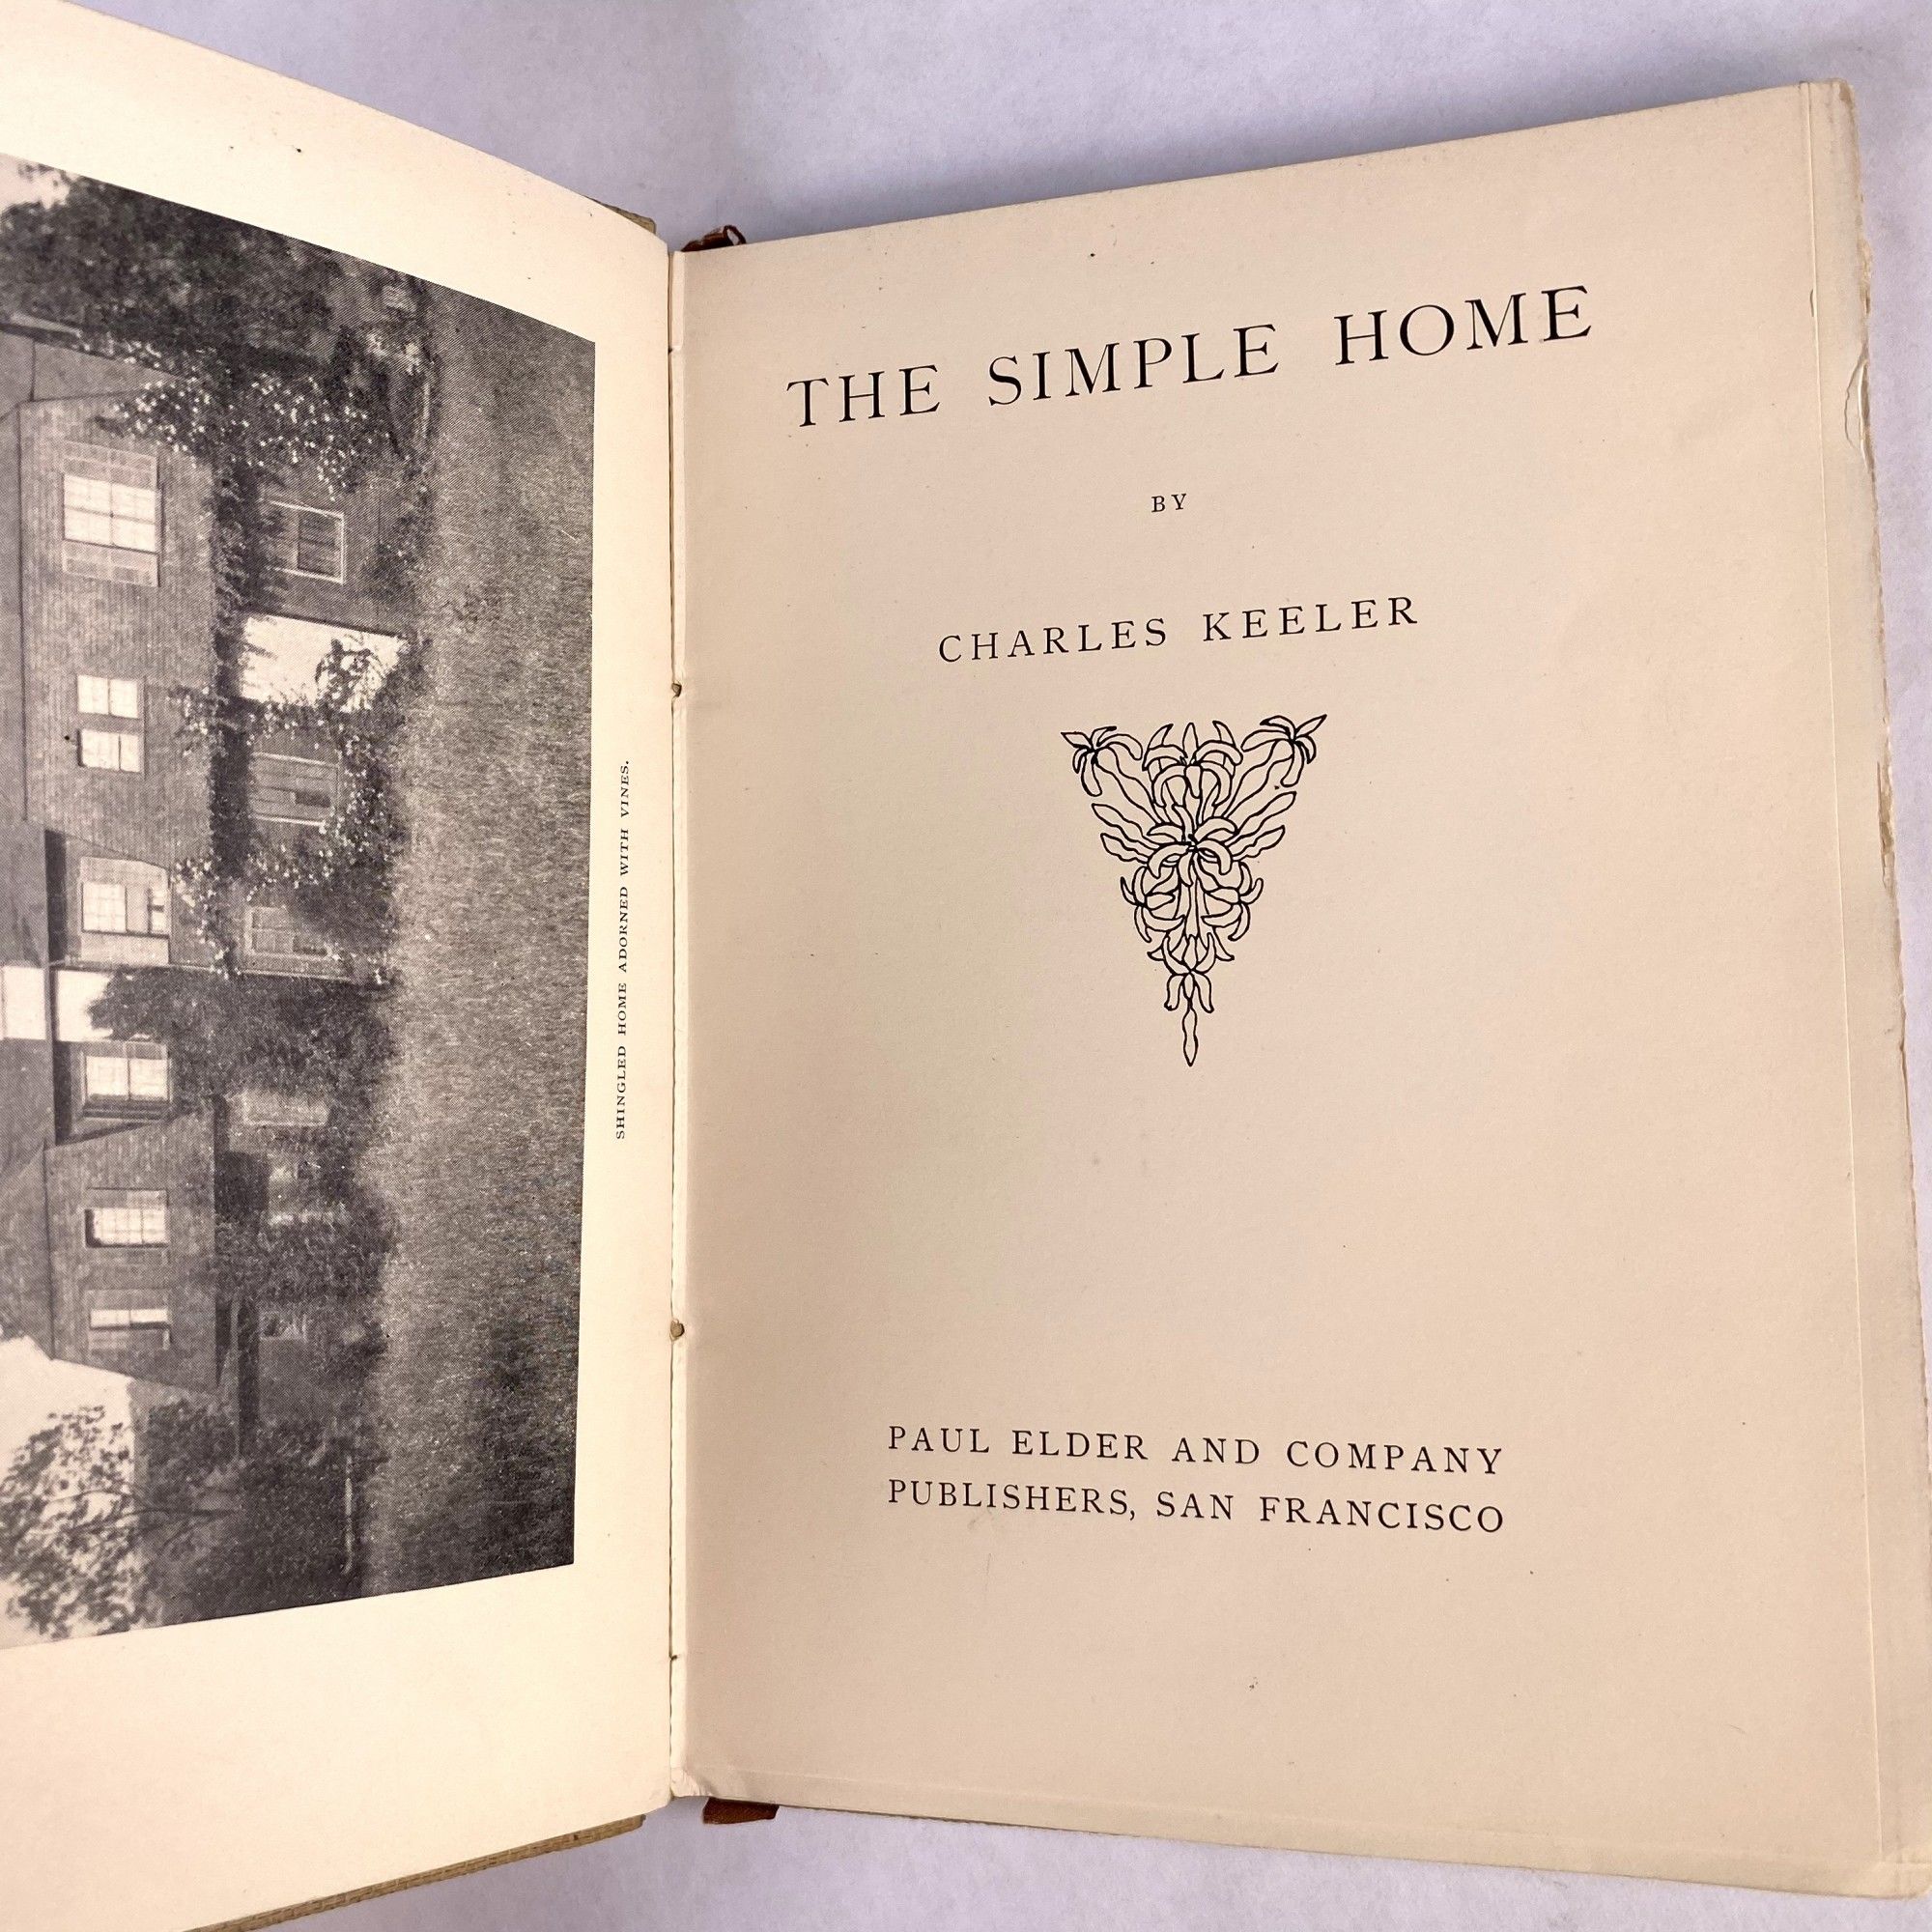 SHINGLED HOME ADORNED WITH VINES.
THE SIMPLE HOME
BY
CHARLES KEELER
PAUL ELDER AND COMPANY
PUBLISHERS, SAN FRANCISCO